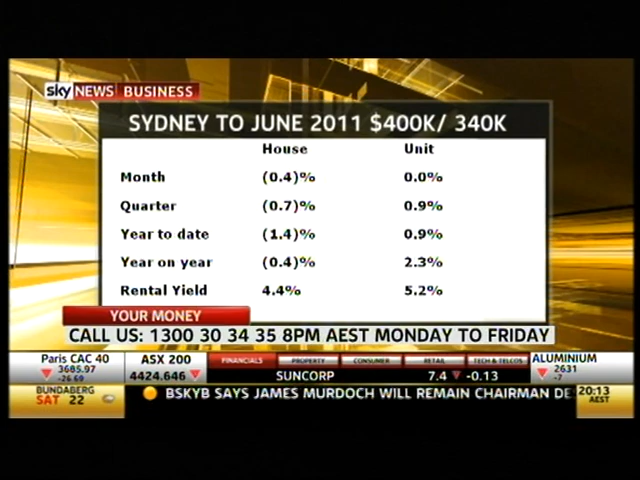 sky NEWS BUSINESS
SYDNEY TO JUNE 2011 $400K/ 340K
House Unit
Month (0.4)% 0.0%
Quarter (0.7)% 0.9%
Year to date (1.4)% 0.9%
Year on year (0.4)% 2.3%
Rental Yield 4.4% 5.2%
YOUR MONEY
CALL US: 1300 30 34 35 8PM AEST MONDAY TO FRIDAY
Paris CAC 40 ASX 200 FINANCIALS PROPERTY CONSUMER RETAIL TECH & TELCOS ALUMINIUM
3685.97 2631
-26.69 4424.646 SUNCORP 7.4 -0.13 -7
BUNDABERG BSKYB SAYS JAMES MURDOCH WILL REMAIN CHAIRMAN DE 20:13
SAT 22 AEST